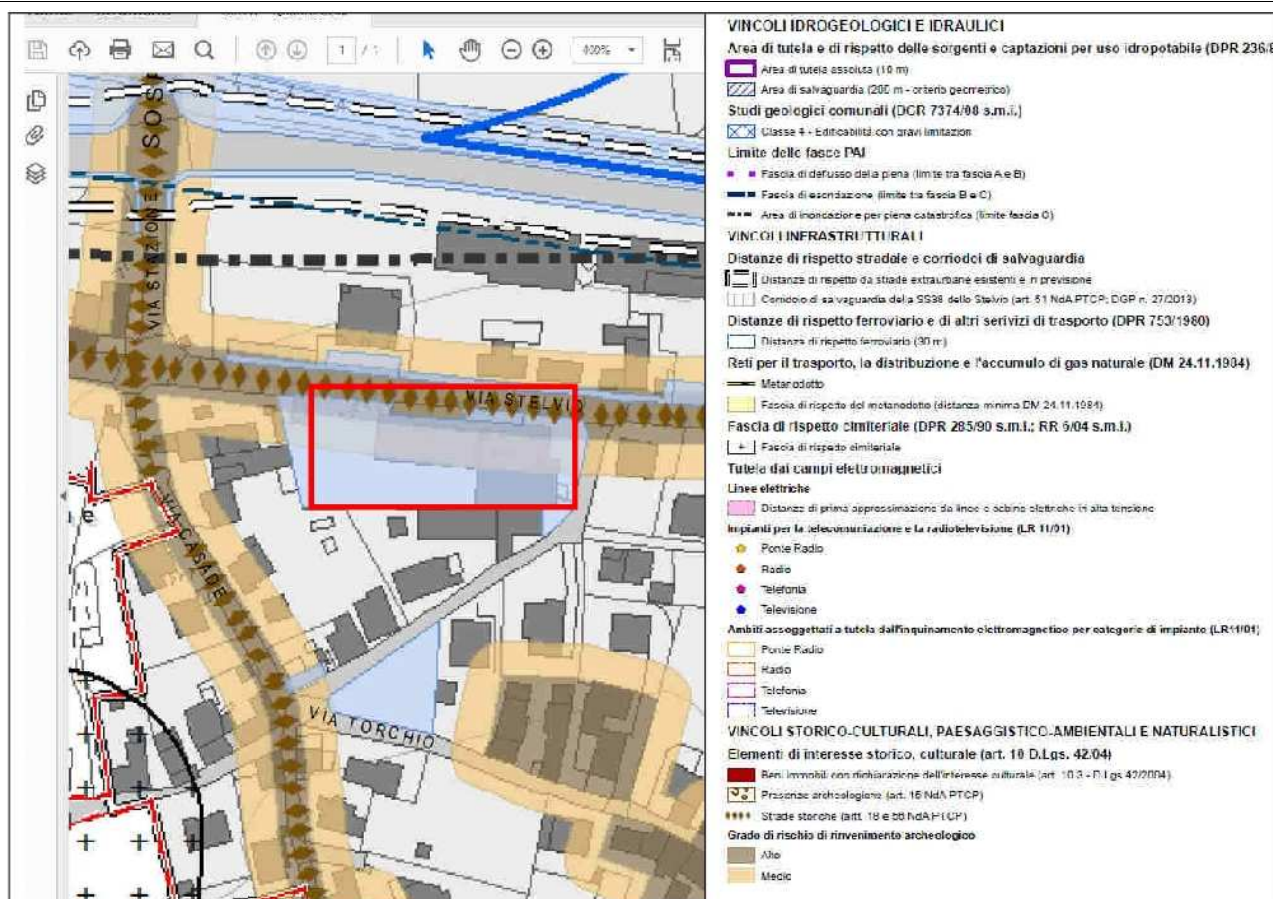 1 / 1
400%
VINCOLI IDROGEOLOGICI E IDRAULICI
Area di tutela e di rispetto delle sorgenti e captazioni per uso idropotabile (DPR 236/8
Area di tutela assoluta (10 m)
Area di salvaguardia (200 m - criterio geometrico)
Studi geologici comunali (DGR 7374/08 s.m.i.)
Classe 4 - Edificabilità con gravi limitazioni
Limite delle fasce PAI
Fascia di deflusso della piena (limite tra fascia A e B)
Fascia di esondazione (limite tra fascia B e C)
Area di inondazione per piena catastrofica (limite fascia C)
VINCOLI INFRASTRUTTURALI
Distanze di rispetto stradale e corridoi di salvaguardia
Distanze di rispetto da strade extraurbane esistenti e in previsione
Corridoio di salvaguardia della SS38 dello Stelvio (art. 51 NdA PTCP; DGP n. 27/2013)
Distanze di rispetto ferroviario e di altri serivizi di trasporto (DPR 753/1980)
Distanza di rispetto ferroviario (30 m)
Reti per il trasporto, la distribuzione e l'accumulo di gas naturale (DM 24.11.1984)
Metanodotto
Fascia di rispetto del metanodotto (distanza minima DM 24.11.1984)
Fascia di rispetto cimiteriale (DPR 285/90 s.m.i.; RR 6/04 s.m.i.)
Fascia di rispetto cimiteriale
Tutela dai campi elettromagnetici
Linee elettriche
Distanze di prima approssimazione da linee e cabine elettriche in alta tensione
Impianti per la telecomunicazione e la radiotelevisione (LR 11/01)
Ponte Radio
Radio
Telefonia
Televisione
Ambiti assoggettati a tutela dall'inquinamento elettromagnetico per categorie di impianto (LR11/01)
Ponte Radio
Radio
Telefonia
Televisione
VINCOLI STORICO-CULTURALI, PAESAGGISTICO-AMBIENTALI E NATURALISTICI
Elementi di interesse storico, culturale (art. 10 D.Lgs. 42/04)
Beni immobili con dichiarazione dell'interesse culturale (art. 10.3 - D.Lgs 42/2004)
Presenze archeologiche (art. 15 NdA PTCP)
Strade storiche (artt. 18 e 56 NdA PTCP)
Grado di rischio di rinvenimento archeologico
Alto
Medio
SOS
VIA STAZIONE
VIA STELVIO
VIA CASADE
VIA TORCHIO
e